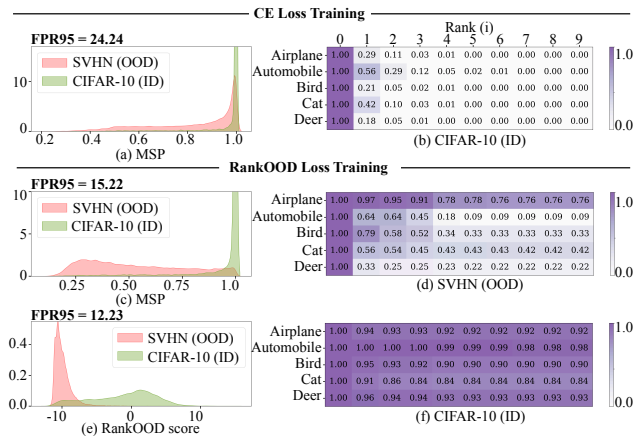 CE Loss Training
FPR95 = 24.24
SVHN (OOD)
CIFAR-10 (ID)
10
0
0.2 0.4 0.6 0.8 1.0
(a) MSP
Rank (i)
0 1 2 3 4 5 6 7 8 9
Airplane 1.00 0.29 0.11 0.03 0.01 0.00 0.00 0.00 0.00 0.00
Automobile 1.00 0.56 0.29 0.12 0.05 0.02 0.01 0.00 0.00 0.00
Bird 1.00 0.21 0.05 0.02 0.01 0.00 0.00 0.00 0.00 0.00
Cat 1.00 0.42 0.10 0.03 0.01 0.00 0.00 0.00 0.00 0.00
Deer 1.00 0.18 0.05 0.01 0.00 0.00 0.00 0.00 0.00 0.00
(b) CIFAR-10 (ID)
1.0
0.0
RankOOD Loss Training
FPR95 = 15.22
SVHN (OOD)
CIFAR-10 (ID)
10
5
0
0.25 0.50 0.75 1.0
(c) MSP
Airplane 1.00 0.97 0.95 0.91 0.78 0.78 0.76 0.76 0.76 0.76
Automobile 1.00 0.64 0.64 0.45 0.18 0.09 0.09 0.09 0.09 0.09
Bird 1.00 0.79 0.58 0.52 0.34 0.33 0.33 0.33 0.33 0.33
Cat 1.00 0.56 0.54 0.45 0.43 0.43 0.43 0.42 0.42 0.42
Deer 1.00 0.33 0.25 0.25 0.23 0.22 0.22 0.22 0.22 0.22
(d) SVHN (OOD)
1.0
0.0
FPR95 = 12.23
SVHN (OOD)
CIFAR-10 (ID)
0.4
0.2
0.0
-10 0 10
(e) RankOOD score
Airplane 1.00 0.94 0.93 0.93 0.92 0.92 0.92 0.92 0.92 0.92
Automobile 1.00 1.00 1.00 1.00 0.99 0.99 0.99 0.98 0.98 0.98
Bird 1.00 0.95 0.93 0.92 0.91 0.90 0.90 0.90 0.90 0.90
Cat 1.00 0.91 0.86 0.84 0.84 0.84 0.84 0.84 0.84 0.84
Deer 1.00 0.96 0.94 0.94 0.93 0.93 0.93 0.93 0.93 0.93
(f) CIFAR-10 (ID)
1.0
0.0